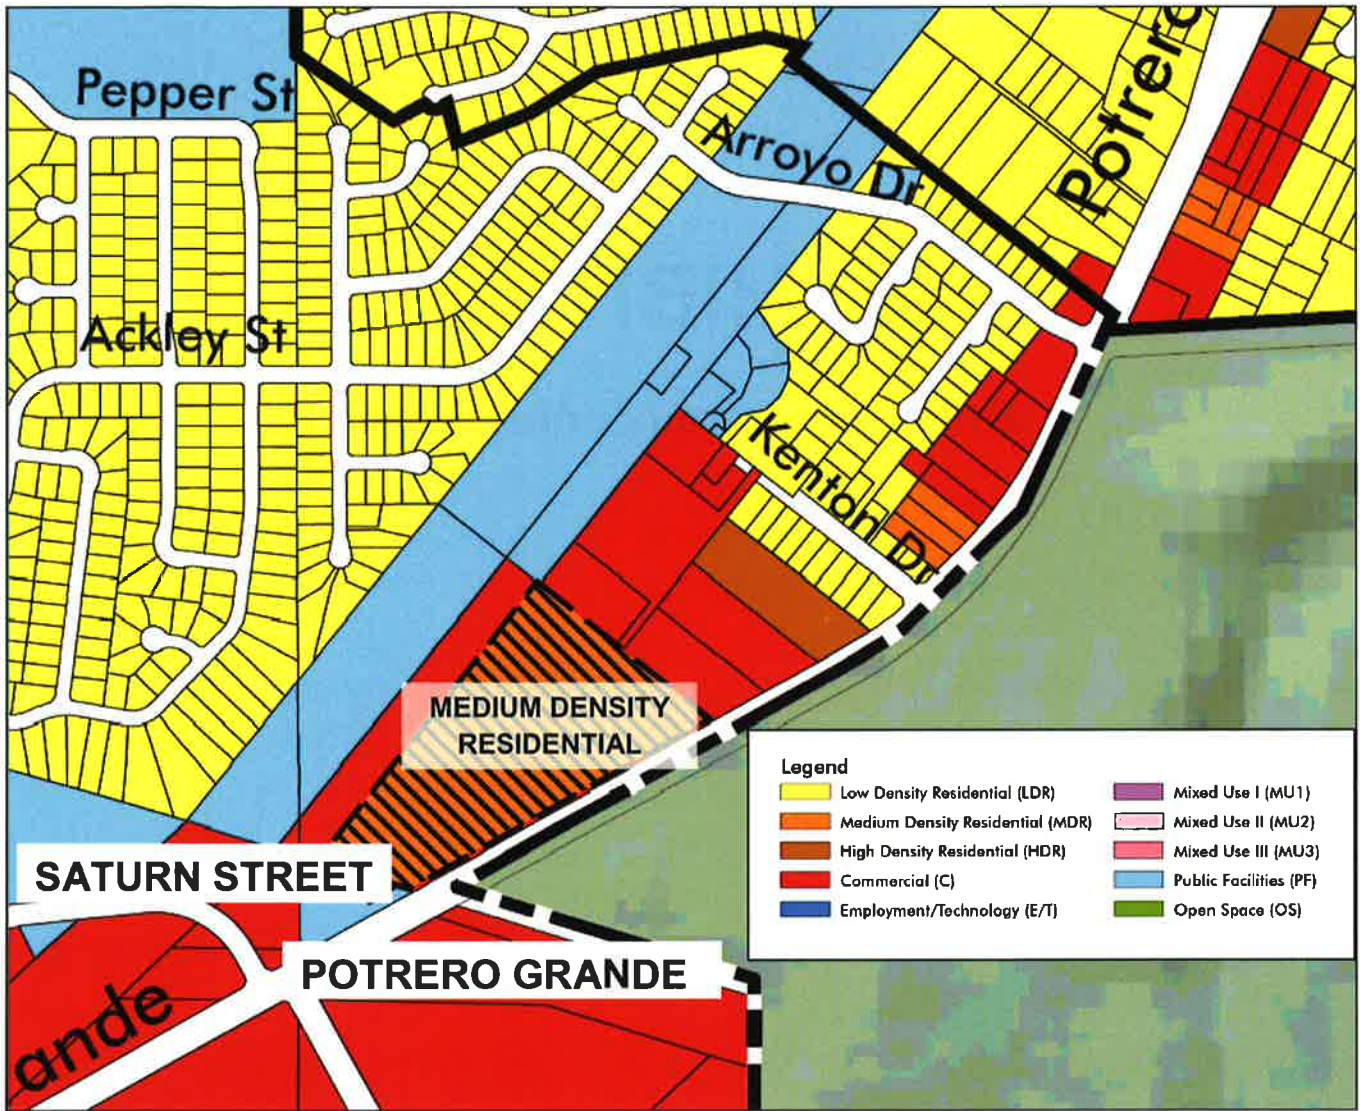 Pepper St
Arroyo Dr
Potrero
Ackley St
Kenton Dr
MEDIUM DENSITY
RESIDENTIAL
Legend
Low Density Residential (LDR)
Medium Density Residential (MDR)
High Density Residential (HDR)
Commercial (C)
Employment/Technology (E/T)
Mixed Use I (MU1)
Mixed Use II (MU2)
Mixed Use III (MU3)
Public Facilities (PF)
Open Space (OS)
SATURN STREET
POTRERO GRANDE
ande